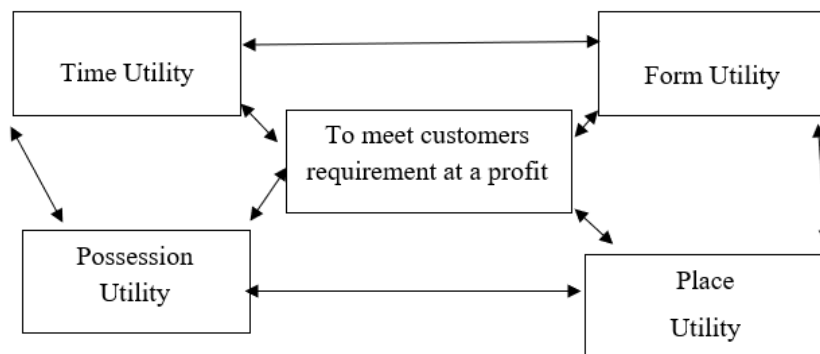 Time Utility
Form Utility
To meet customers
requirement at a profit
Possession
Utility
Place
Utility